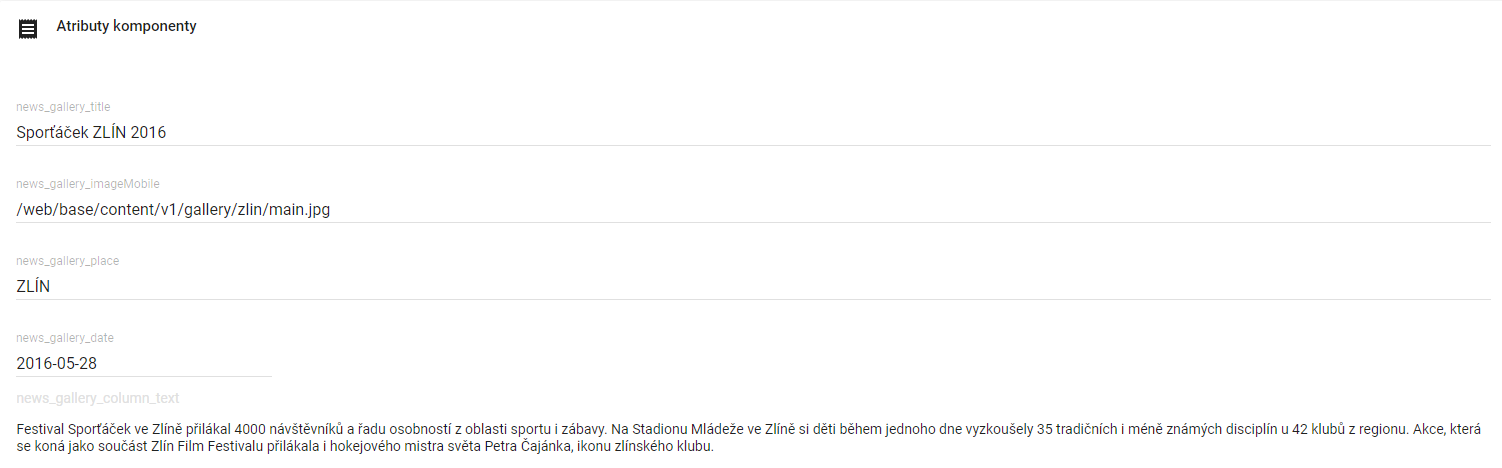 Atributy komponenty
news_gallery_title
Sporťáček ZLÍN 2016
news_gallery_imageMobile
/web/base/content/v1/gallery/zlin/main.jpg
news_gallery_place
ZLÍN
news_gallery_date
2016-05-28
news_gallery_column_text
Festival Sporťáček ve Zlíně přilákal 4000 návštěvníků a řadu osobností z oblasti sportu i zábavy. Na Stadionu Mládeže ve Zlíně si děti během jednoho dne vyzkoušely 35 tradičních i méně známých disciplín u 42 klubů z regionu. Akce, která
se koná jako součást Zlín Film Festivalu přilákala i hokejového mistra světa Petra Čajánka, ikonu zlínského klubu.